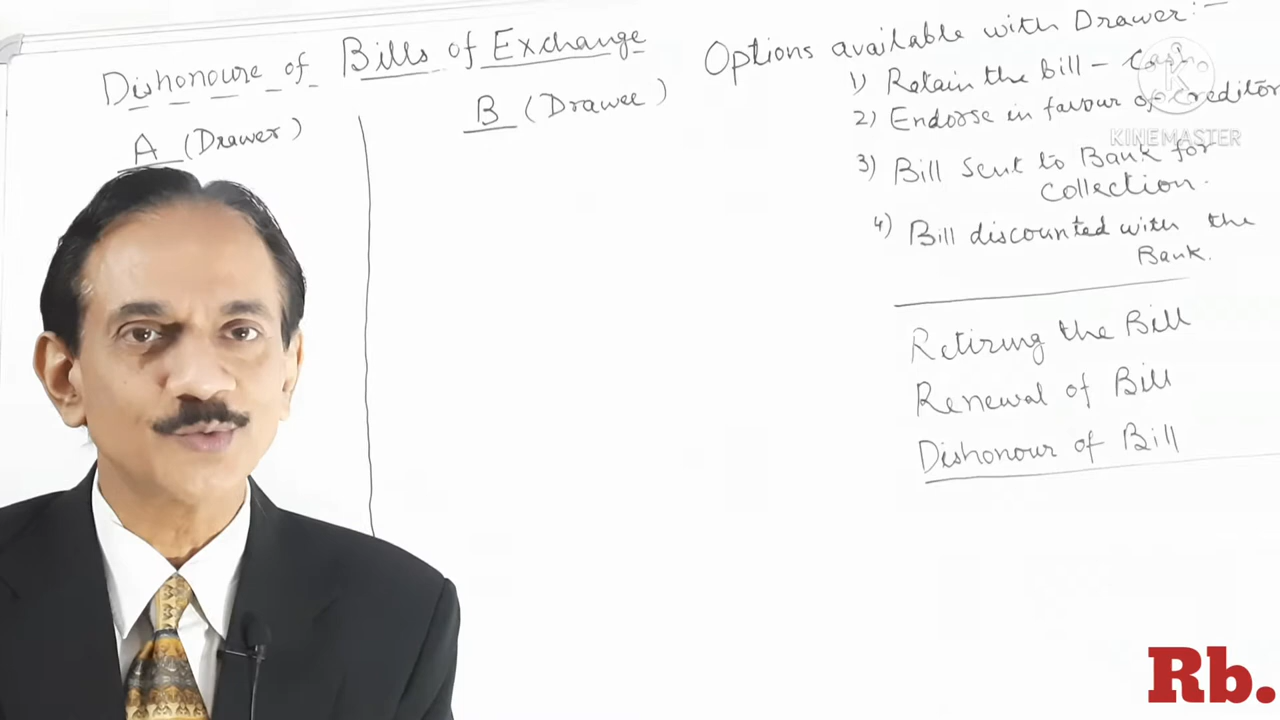 Dishonoure of Bills of Exchange
A (Drawer)
B (Drawee)
Options available with Drawer:-
1) Retain the bill - Cash
2) Endorse in favour of creditor
3) Bill Sent to Bank for
Collection.
4) Bill discounted with the
Bank.
Retiring the Bill
Renewal of Bill
Dishonour of Bill
K
KINEMASTER
Rb.